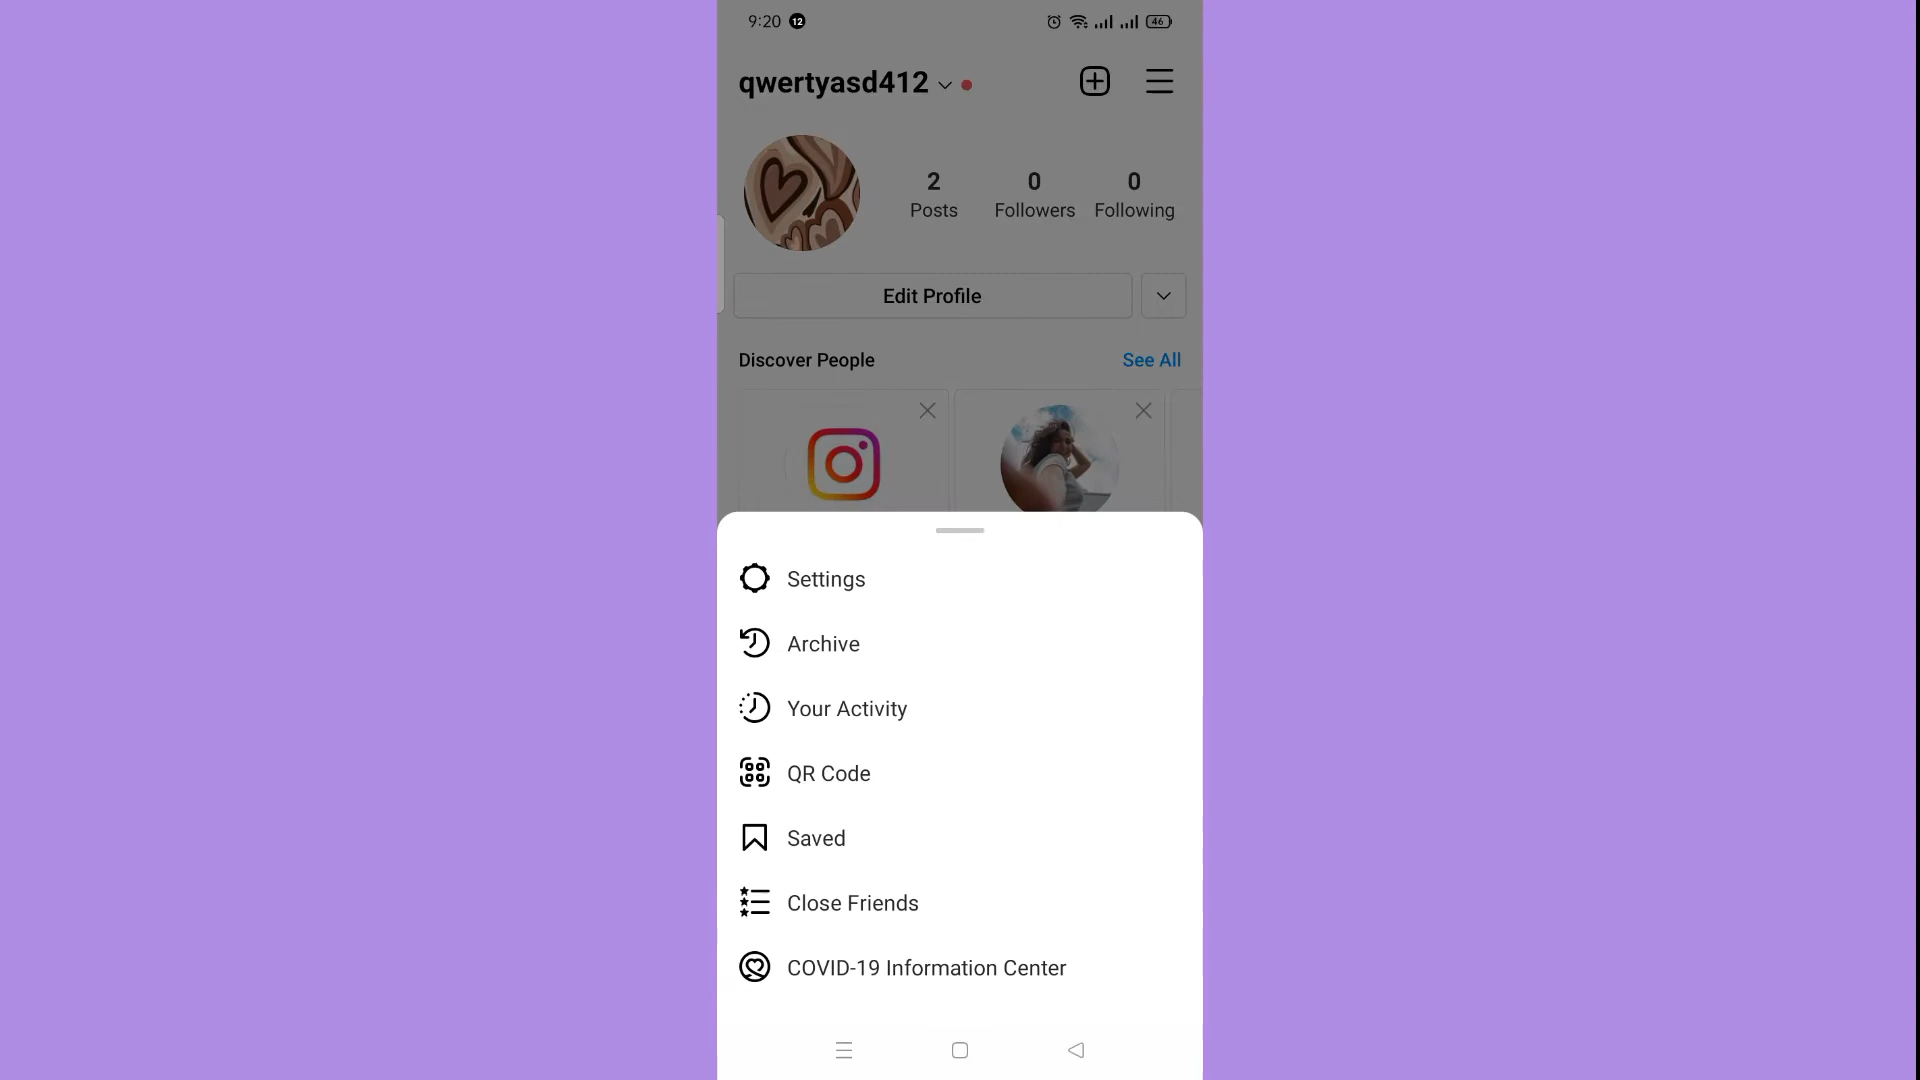 9:20 12 46
qwertyasd412
2 0 0
Posts Followers Following
Edit Profile
Discover People See All
Settings
Archive
Your Activity
QR Code
Saved
Close Friends
COVID-19 Information Center